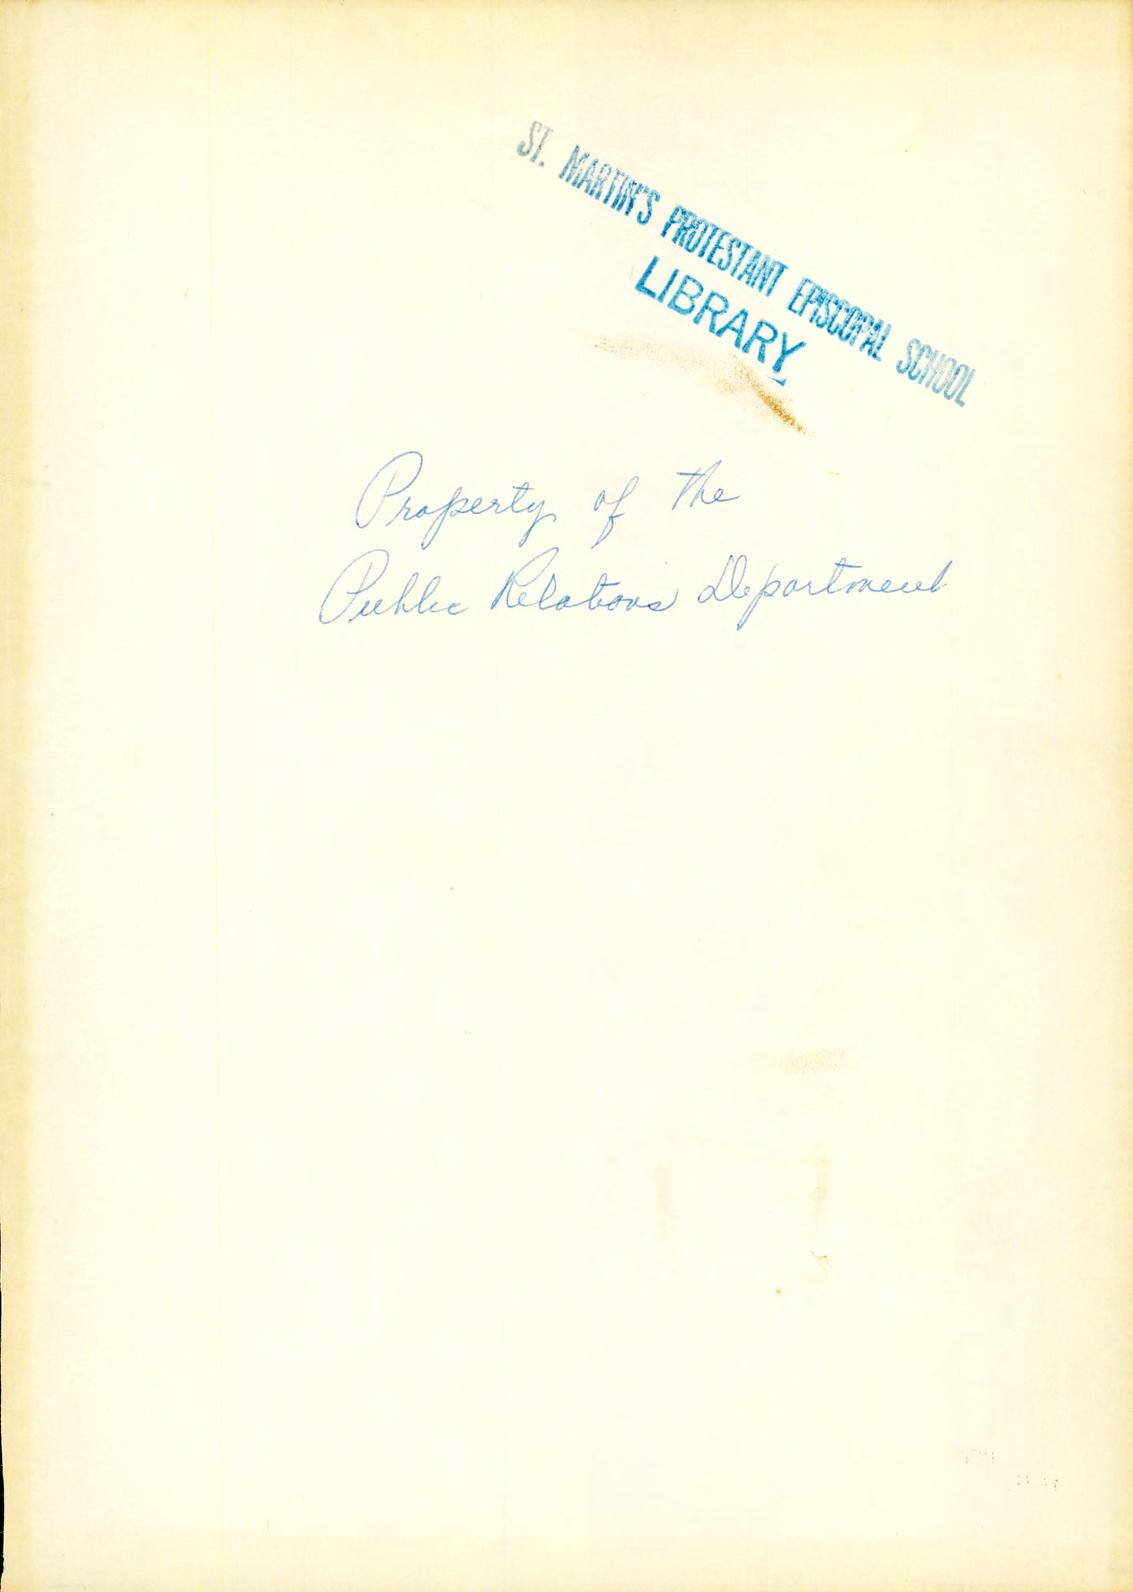 ST. MARTIN'S PROTESTANT EPISCOPAL SCHOOL
LIBRARY
Property of the
Public Relations Department